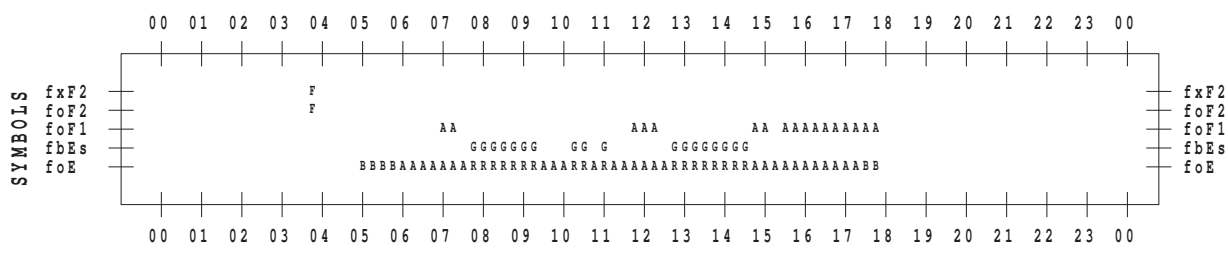 00 01 02 03 04 05 06 07 08 09 10 11 12 13 14 15 16 17 18 19 20 21 22 23 00
SYMBOLS
fxF2 F fxF2
foF2 F foF2
foF1 AA AAA AA AAAAAAAAAA foF1
fbEs GGGGGGG GG G GGGGGGGG fbEs
foE BBBBAAAAAAARRRRRRRAAARRARAAAAAARRRRRRRRAAAAAAAAAAABB foE
00 01 02 03 04 05 06 07 08 09 10 11 12 13 14 15 16 17 18 19 20 21 22 23 00